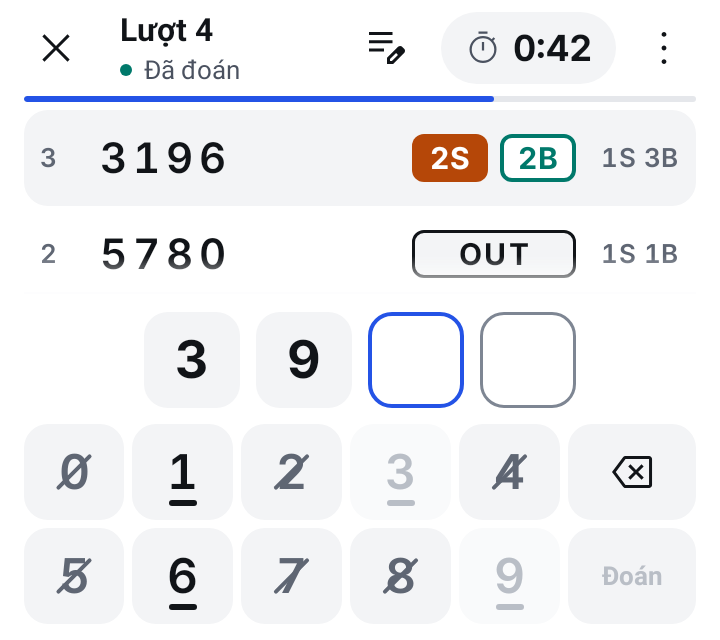 Lượt 4
Đã đoán
0:42
3 3196 2S 2B 1S 3B
2 5780 OUT 1S 1B
3 9
0 1 2 3 4
5 6 7 8 9 Đoán